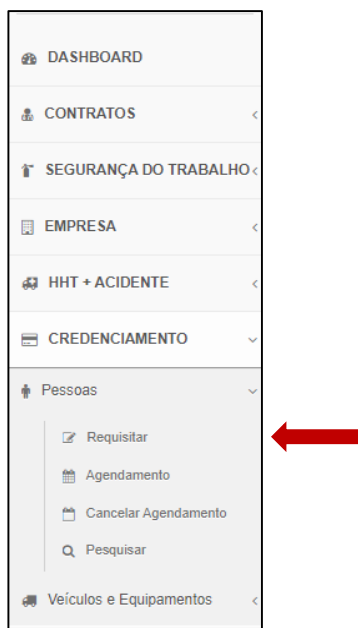 DASHBOARD
CONTRATOS
SEGURANÇA DO TRABALHO
EMPRESA
HHT + ACIDENTE
CREDENCIAMENTO
Pessoas
Requisitar
Agendamento
Cancelar Agendamento
Pesquisar
Veículos e Equipamentos